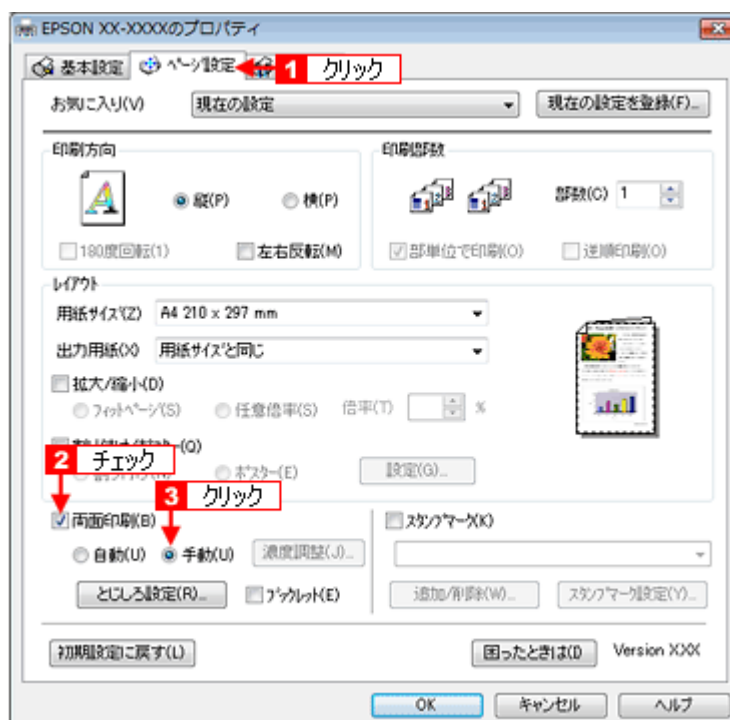 EPSON XX-XXXXのプロパティ
基本設定 ページ設定 1 クリック
お気に入り(V) 現在の設定 現在の設定を登録(F)...
印刷方向 印刷部数
縦(P) 横(P) 部数(C) 1
180度回転(1) 左右反転(M) 部単位で印刷(O) 逆順印刷(O)
レイアウト
用紙サイズ(Z) A4 210 x 297 mm
出力用紙(X) 用紙サイズと同じ
拡大/縮小(D)
フィットページ(S) 任意倍率(S) 倍率(T) %
(Q)
2 チェック ポスター(E) 設定(G)...
3 クリック
両面印刷(B) スタンプマーク(K)
自動(U) 手動(U) 濃度調整(J)...
とじしろ設定(R)... ブックレット(E) 追加/削除(W)... スタンプマーク設定(Y)...
初期設定に戻す(L) 困ったときは(I) Version X.XX
OK キャンセル ヘルプ